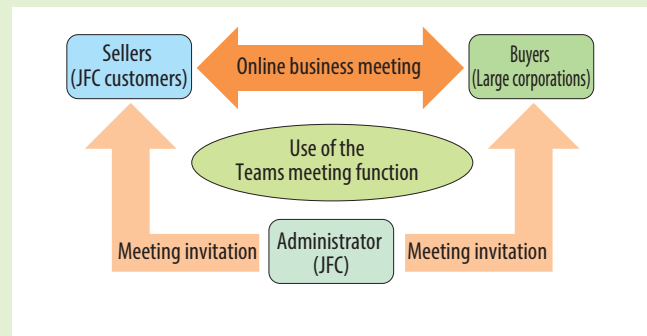 Sellers
(JFC customers)
Online business meeting
Buyers
(Large corporations)
Use of the
Teams meeting function
Meeting invitation
Administrator
(JFC)
Meeting invitation